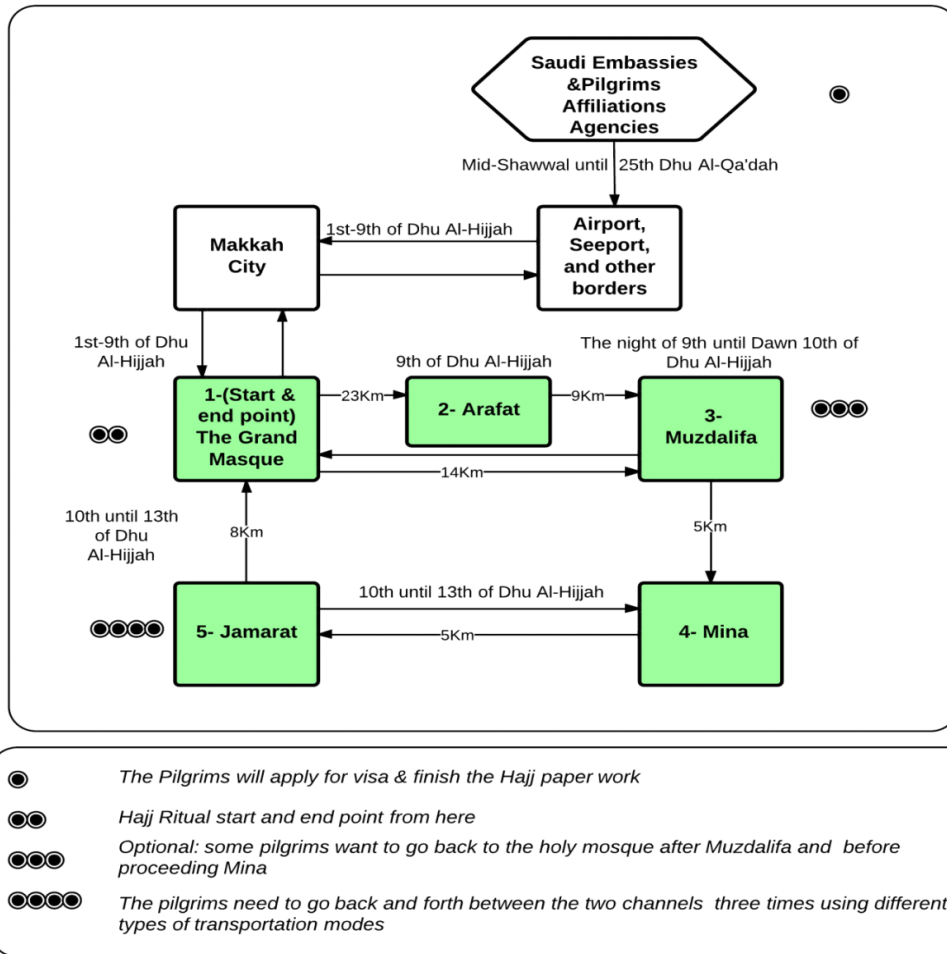 Saudi Embassies
&Pilgrims
Affiliations
Agencies
Mid-Shawwal until 25th Dhu Al-Qa'dah
Makkah
City
1st-9th of Dhu Al-Hijjah
Airport,
Seeport,
and other
borders
1st-9th of Dhu
Al-Hijjah
9th of Dhu Al-Hijjah
The night of 9th until Dawn 10th of
Dhu Al-Hijjah
1-(Start &
end point)
The Grand
Masque
23Km
2- Arafat
9Km
3-
Muzdalifa
14Km
10th until 13th
of Dhu
Al-Hijjah
8Km
5Km
5- Jamarat
10th until 13th of Dhu Al-Hijjah
5Km
4- Mina
The Pilgrims will apply for visa & finish the Hajj paper work
Hajj Ritual start and end point from here
Optional: some pilgrims want to go back to the holy mosque after Muzdalifa and before
proceeding Mina
The pilgrims need to go back and forth between the two channels three times using different
types of transportation modes